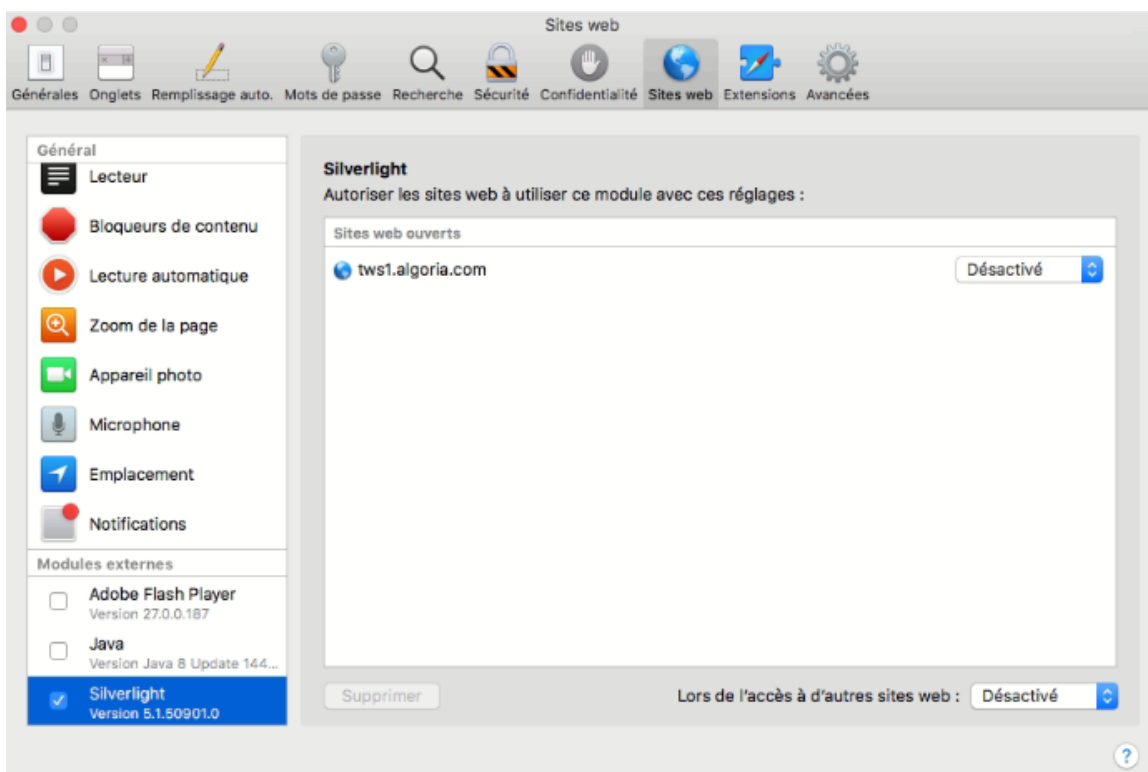 Sites web
Générales Onglets Remplissage auto. Mots de passe Recherche Sécurité Confidentialité Sites web Extensions Avancées
Général
Lecteur
Bloqueurs de contenu
Lecture automatique
Zoom de la page
Appareil photo
Microphone
Emplacement
Notifications
Modules externes
Adobe Flash Player
Version 27.0.0.187
Java
Version Java 8 Update 144...
Silverlight
Version 5.1.50901.0
Silverlight
Autoriser les sites web à utiliser ce module avec ces réglages :
Sites web ouverts
tws1.algoria.com Désactivé
Supprimer Lors de l'accès à d'autres sites web : Désactivé
?